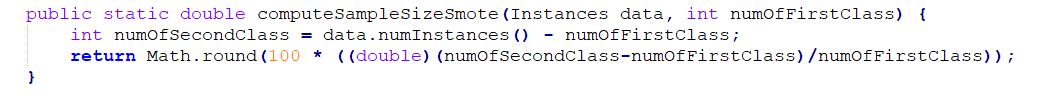 public static double computeSampleSizeSmote(Instances data, int numOfFirstClass) {
    int numOfSecondClass = data.numInstances() - numOfFirstClass;
    return Math.round(100 * ((double)(numOfSecondClass-numOfFirstClass)/numOfFirstClass));
}